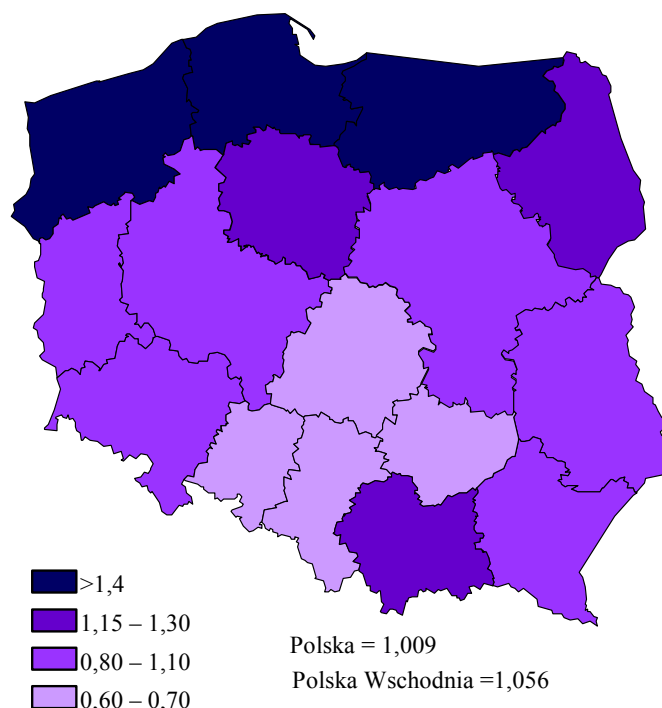 >1,4
1,15 – 1,30
0,80 – 1,10
0,60 – 0,70
Polska = 1,009
Polska Wschodnia =1,056